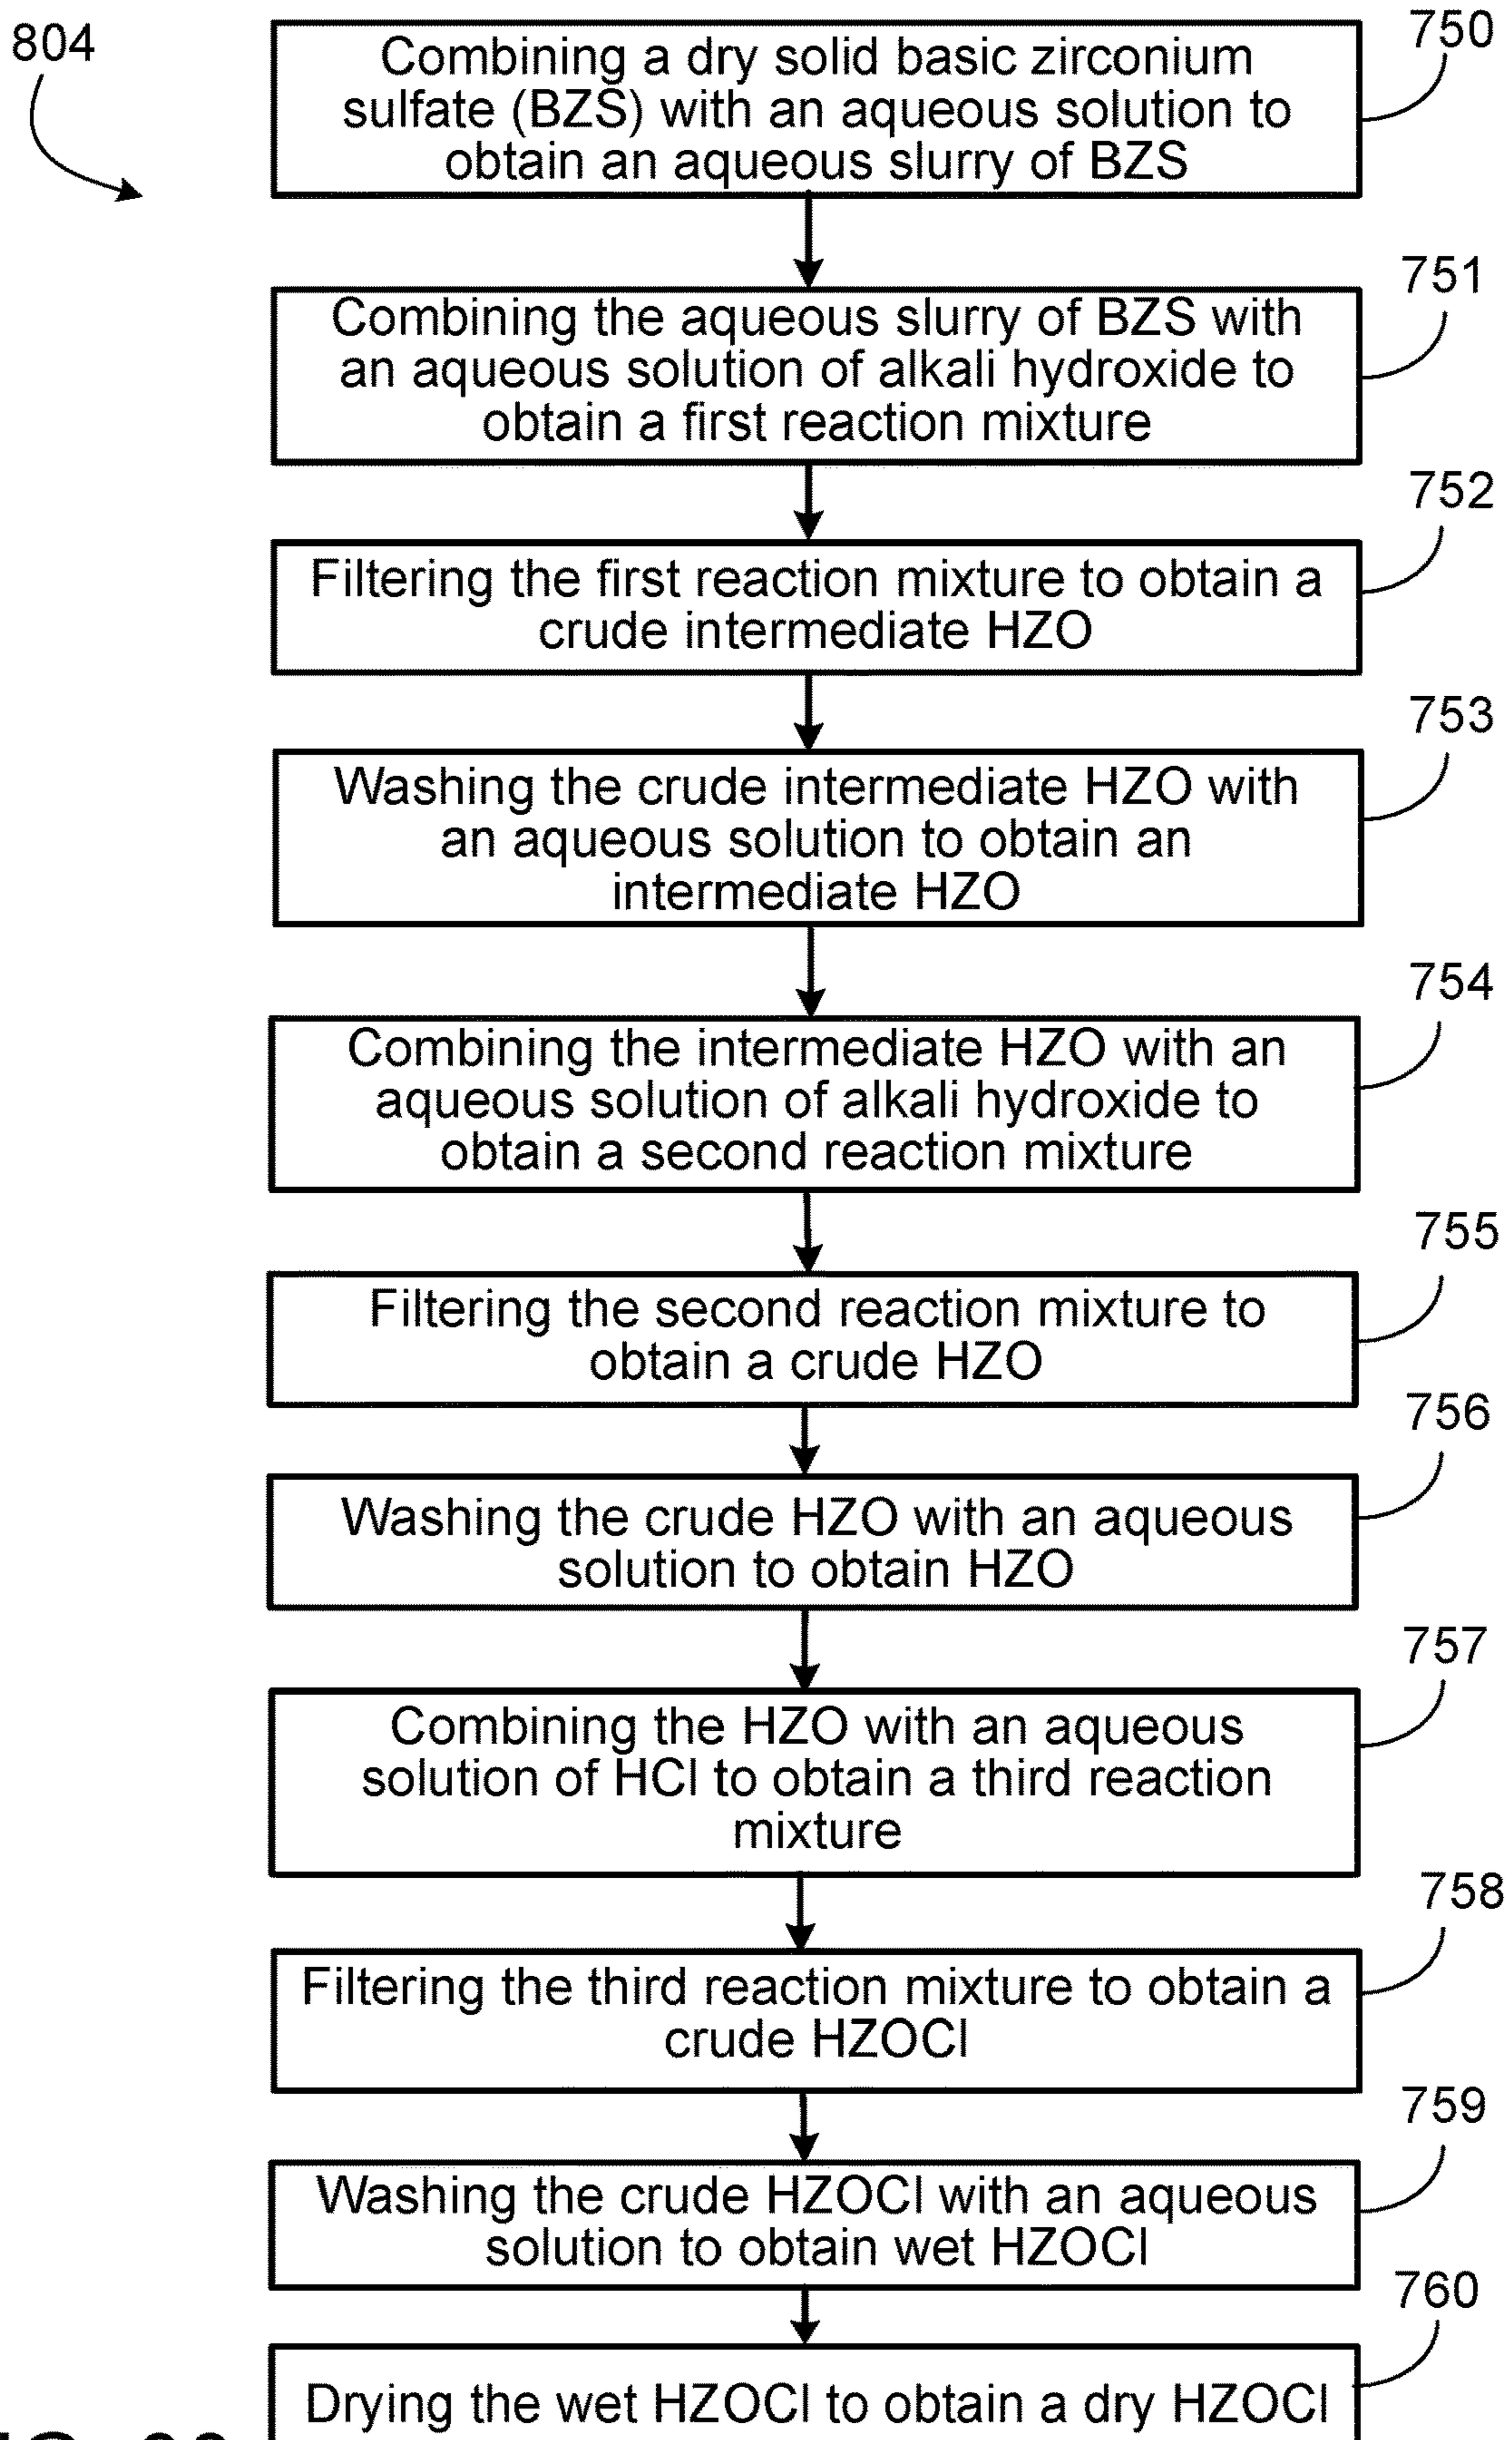 804
750
Combining a dry solid basic zirconium
sulfate (BZS) with an aqueous solution to
obtain an aqueous slurry of BZS
751
Combining the aqueous slurry of BZS with
an aqueous solution of alkali hydroxide to
obtain a first reaction mixture
752
Filtering the first reaction mixture to obtain a
crude intermediate HZO
753
Washing the crude intermediate HZO with
an aqueous solution to obtain an
intermediate HZO
754
Combining the intermediate HZO with an
aqueous solution of alkali hydroxide to
obtain a second reaction mixture
755
Filtering the second reaction mixture to
obtain a crude HZO
756
Washing the crude HZO with an aqueous
solution to obtain HZO
757
Combining the HZO with an aqueous
solution of HCl to obtain a third reaction
mixture
758
Filtering the third reaction mixture to obtain a
crude HZOCl
759
Washing the crude HZOCl with an aqueous
solution to obtain wet HZOCl
760
Drying the wet HZOCl to obtain a dry HZOCl